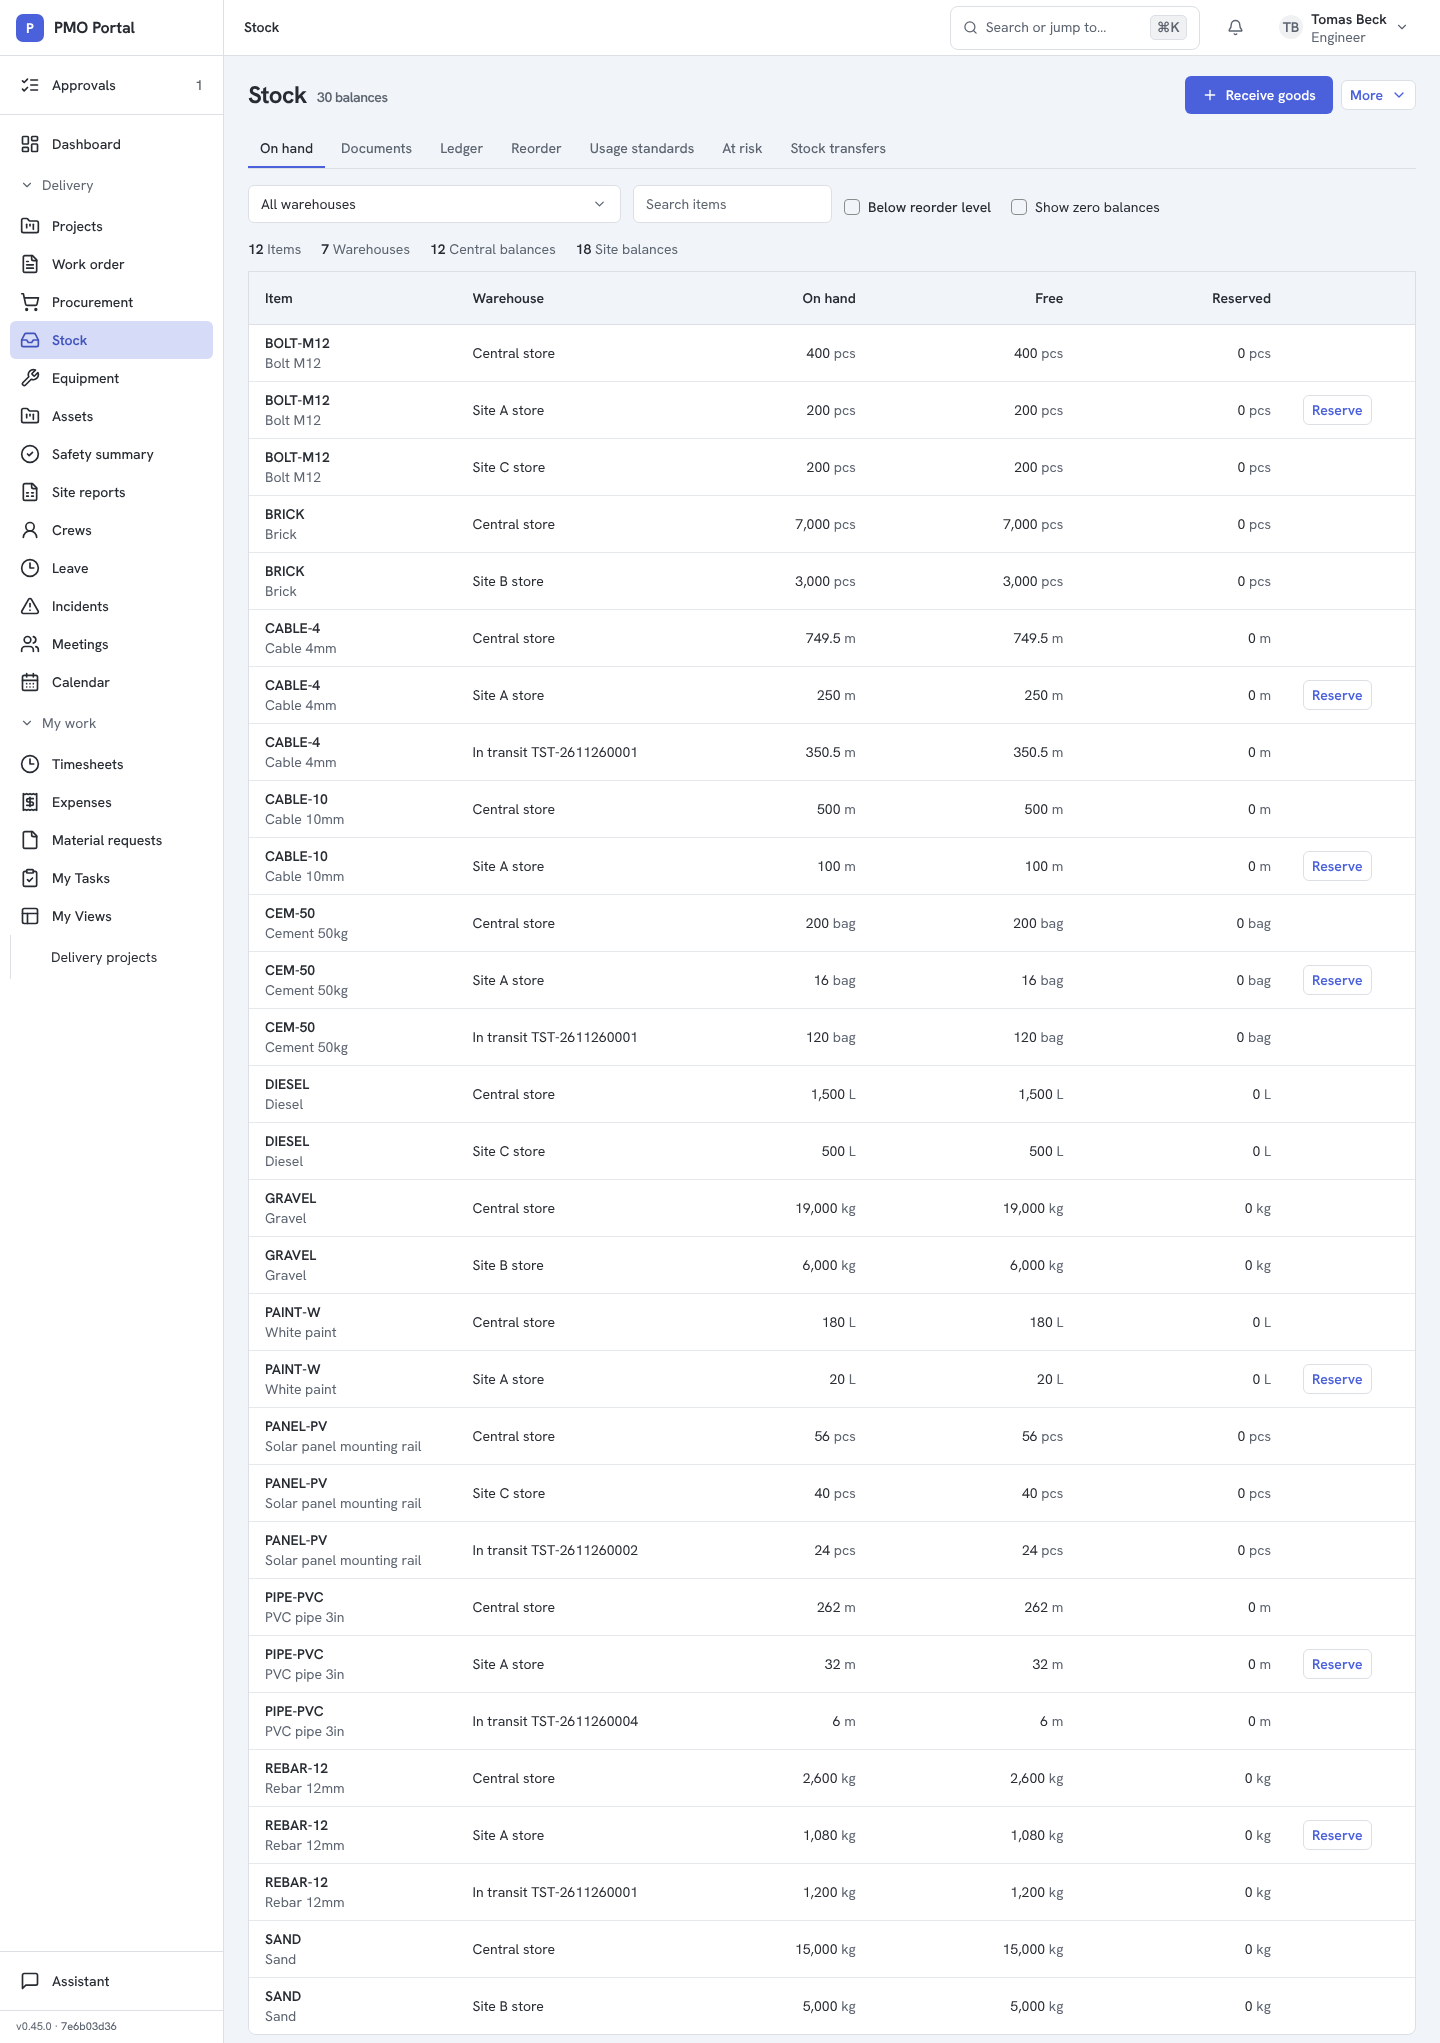 P PMO Portal
Stock
Search or jump to...
⌘K
TB
Tomas Beck
Engineer
Approvals 1
Dashboard
Delivery
Projects
Work order
Procurement
Stock
Equipment
Assets
Safety summary
Site reports
Crews
Leave
Incidents
Meetings
Calendar
My work
Timesheets
Expenses
Material requests
My Tasks
My Views
Delivery projects
Assistant
v0.45.0 · 7e6b03d36
Stock 30 balances
+ Receive goods
More
On hand Documents Ledger Reorder Usage standards At risk Stock transfers
All warehouses
Search items
Below reorder level
Show zero balances
12 Items 7 Warehouses 12 Central balances 18 Site balances
Item Warehouse On hand Free Reserved
BOLT-M12
Bolt M12
Central store 400 pcs 400 pcs 0 pcs
BOLT-M12
Bolt M12
Site A store 200 pcs 200 pcs 0 pcs Reserve
BOLT-M12
Bolt M12
Site C store 200 pcs 200 pcs 0 pcs
BRICK
Brick
Central store 7,000 pcs 7,000 pcs 0 pcs
BRICK
Brick
Site B store 3,000 pcs 3,000 pcs 0 pcs
CABLE-4
Cable 4mm
Central store 749.5 m 749.5 m 0 m
CABLE-4
Cable 4mm
Site A store 250 m 250 m 0 m Reserve
CABLE-4
Cable 4mm
In transit TST-2611260001 350.5 m 350.5 m 0 m
CABLE-10
Cable 10mm
Central store 500 m 500 m 0 m
CABLE-10
Cable 10mm
Site A store 100 m 100 m 0 m Reserve
CEM-50
Cement 50kg
Central store 200 bag 200 bag 0 bag
CEM-50
Cement 50kg
Site A store 16 bag 16 bag 0 bag Reserve
CEM-50
Cement 50kg
In transit TST-2611260001 120 bag 120 bag 0 bag
DIESEL
Diesel
Central store 1,500 L 1,500 L 0 L
DIESEL
Diesel
Site C store 500 L 500 L 0 L
GRAVEL
Gravel
Central store 19,000 kg 19,000 kg 0 kg
GRAVEL
Gravel
Site B store 6,000 kg 6,000 kg 0 kg
PAINT-W
White paint
Central store 180 L 180 L 0 L
PAINT-W
White paint
Site A store 20 L 20 L 0 L Reserve
PANEL-PV
Solar panel mounting rail
Central store 56 pcs 56 pcs 0 pcs
PANEL-PV
Solar panel mounting rail
Site C store 40 pcs 40 pcs 0 pcs
PANEL-PV
Solar panel mounting rail
In transit TST-2611260002 24 pcs 24 pcs 0 pcs
PIPE-PVC
PVC pipe 3in
Central store 262 m 262 m 0 m
PIPE-PVC
PVC pipe 3in
Site A store 32 m 32 m 0 m Reserve
PIPE-PVC
PVC pipe 3in
In transit TST-2611260004 6 m 6 m 0 m
REBAR-12
Rebar 12mm
Central store 2,600 kg 2,600 kg 0 kg
REBAR-12
Rebar 12mm
Site A store 1,080 kg 1,080 kg 0 kg Reserve
REBAR-12
Rebar 12mm
In transit TST-2611260001 1,200 kg 1,200 kg 0 kg
SAND
Sand
Central store 15,000 kg 15,000 kg 0 kg
SAND
Sand
Site B store 5,000 kg 5,000 kg 0 kg